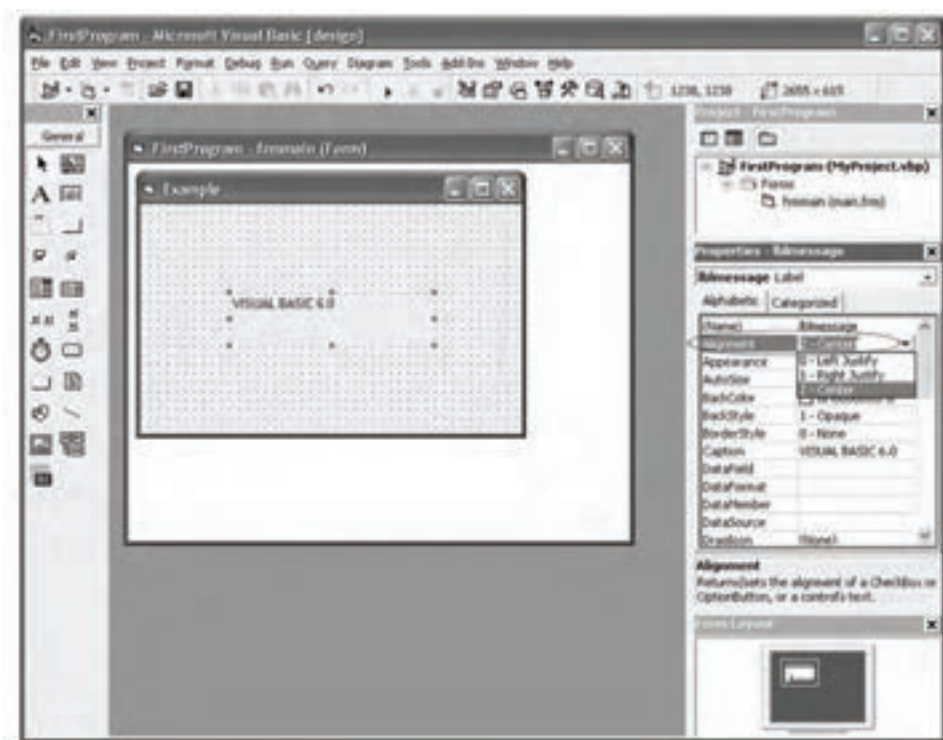 FirstProgram - Microsoft Visual Basic [design]
File Edit View Project Format Debug Run Query Diagram Tools Add-Ins Window Help
1230, 1230
2655 x 615
Project - FirstProgram
General
FirstProgram - frmmain (Form)
Example
VISUAL BASIC 6.0
FirstProgram (MyProject.vbp)
Forms
frmmain (main.frm)
Properties - lblmessage
lblmessage Label
Alphabetic Categorized
(Name) lblmessage
Alignment 2 - Center
0 - Left Justify
1 - Right Justify
2 - Center
Appearance
AutoSize
BackColor
BackStyle 1 - Opaque
BorderStyle 0 - None
Caption VISUAL BASIC 6.0
DataField
DataFormat
DataMember
DataSource
DragIcon (None)
Alignment
Returns/sets the alignment of a CheckBox or
OptionButton, or a control's text.
Form Layout